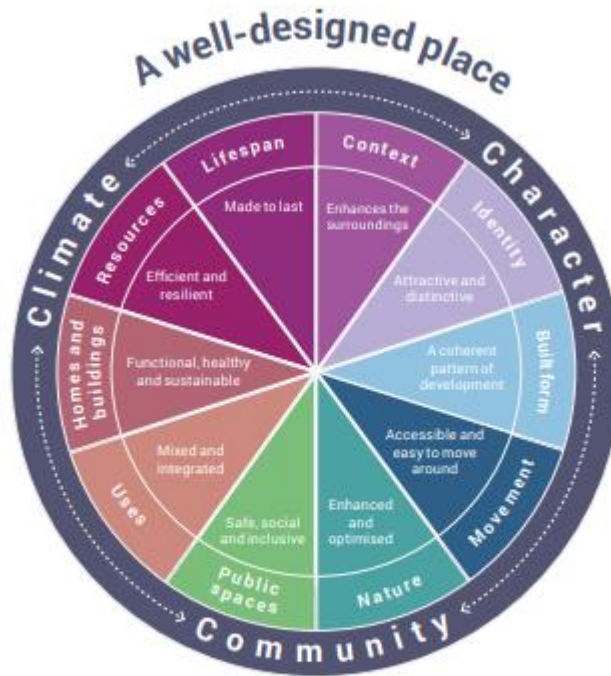 A well-designed place
Climate
Character
Community
Context
Enhances the
surroundings
Identity
Attractive and
distinctive
Built form
A coherent
pattern of
development
Movement
Accessible and
easy to move
around
Nature
Enhanced
and
optimised
Public
spaces
Safe, social
and inclusive
Uses
Mixed and
integrated
Homes and
buildings
Functional, healthy
and sustainable
Resources
Efficient and
resilient
Lifespan
Made to last